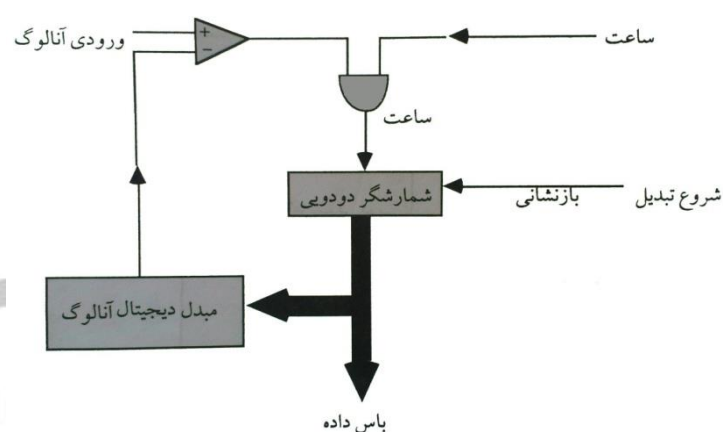 ورودی آنالوگ
+
−
ساعت
ساعت
شمارشگر دودویی
بازنشانی
شروع تبدیل
مبدل دیجیتال آنالوگ
باس داده